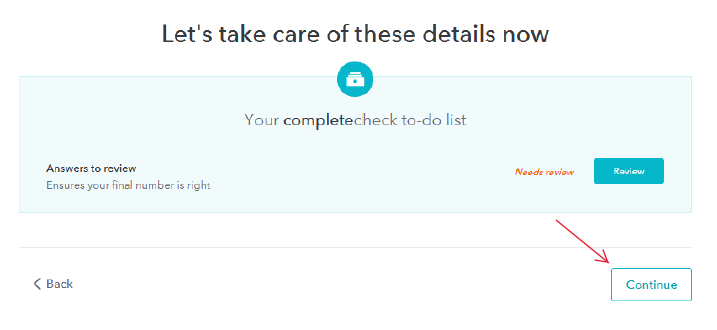 Let's take care of these details now
Your completecheck to-do list
Answers to review
Ensures your final number is right
Needs review
Review
Back
Continue